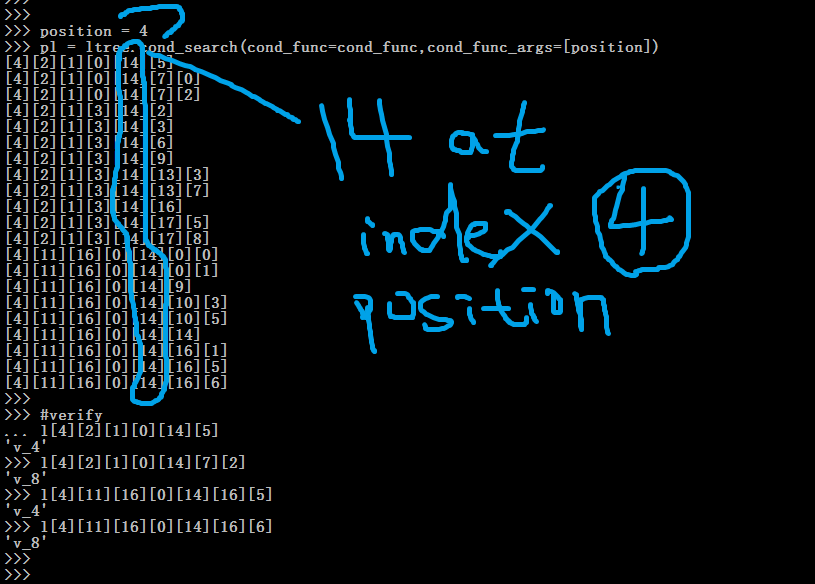 >>>
>>>
>>> position = 4
>>> pl = ltree.cond_search(cond_func=cond_func,cond_func_args=[position])
[4][2][1][0][14][5]
[4][2][1][0][14][7][0]
[4][2][1][0][14][7][2]
[4][2][1][3][14][2]
[4][2][1][3][14][3]
[4][2][1][3][14][6]
[4][2][1][3][14][9]
[4][2][1][3][14][13][3]
[4][2][1][3][14][13][7]
[4][2][1][3][14][16]
[4][2][1][3][14][17][5]
[4][2][1][3][14][17][8]
[4][11][16][0][14][0][0]
[4][11][16][0][14][0][1]
[4][11][16][0][14][9]
[4][11][16][0][14][10][3]
[4][11][16][0][14][10][5]
[4][11][16][0][14][14]
[4][11][16][0][14][16][1]
[4][11][16][0][14][16][5]
[4][11][16][0][14][16][6]
>>>
>>> #verify
... l[4][2][1][0][14][5]
'v_4'
>>> l[4][2][1][0][14][7][2]
'v_8'
>>> l[4][11][16][0][14][16][5]
'v_4'
>>> l[4][11][16][0][14][16][6]
'v_8'
>>>
>>>
14 at
index 4
position